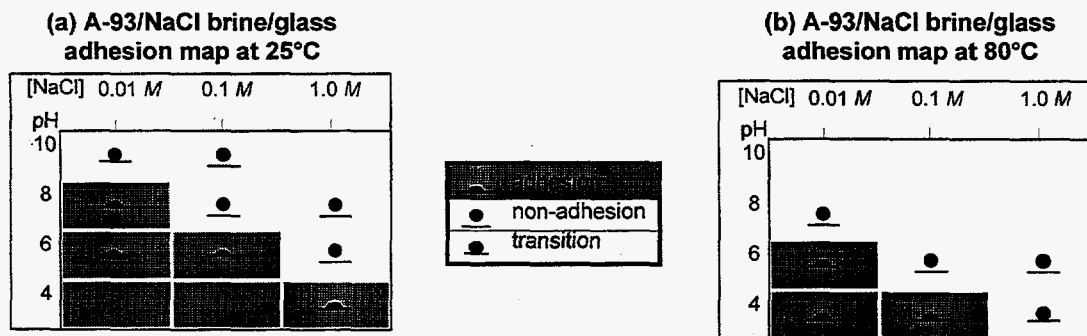 (a) A-93/NaCl brine/glass
adhesion map at 25°C
[NaCl] 0.01 M 0.1 M 1.0 M
pH
10
8
6
4
non-adhesion
transition
(b) A-93/NaCl brine/glass
adhesion map at 80°C
[NaCl] 0.01 M 0.1 M 1.0 M
pH
10
8
6
4